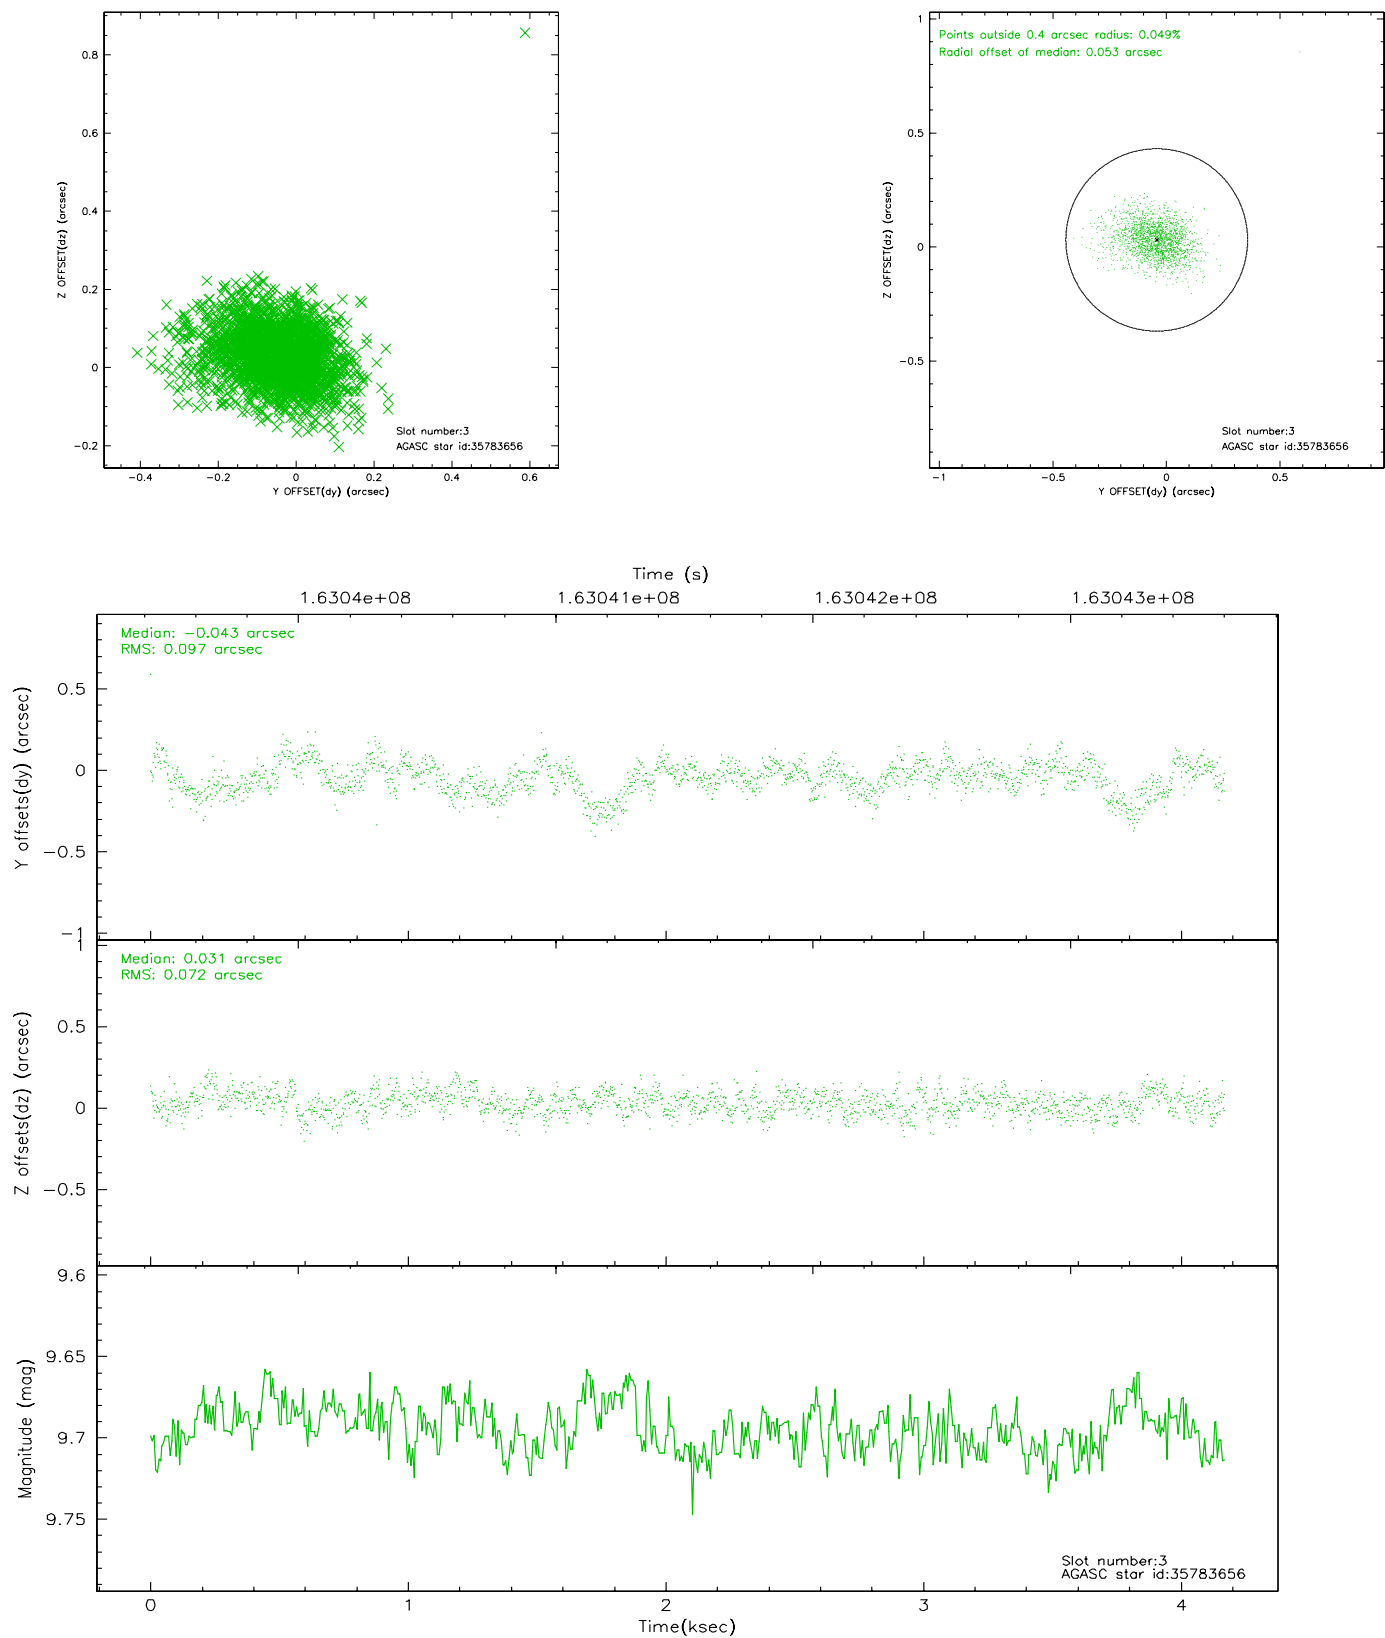 0.8
0.6
0.4
0.2
0
−0.2
−0.4
−0.2
0
0.2
0.4
0.6
Z OFFSET(dz) (arcsec)
Y OFFSET(dy) (arcsec)
Slot number:3
AGASC star id:35783656
Points outside 0.4 arcsec radius: 0.049%
Radial offset of median: 0.053 arcsec
1
0.5
0
−0.5
−1
−0.5
0
0.5
Z OFFSET(dz) (arcsec)
Y OFFSET(dy) (arcsec)
Slot number:3
AGASC star id:35783656
Time (s)
1.6304e+08
1.63041e+08
1.63042e+08
1.63043e+08
Median: −0.043 arcsec
RMS: 0.097 arcsec
0.5
0
−0.5
−1
Y offsets(dy) (arcsec)
Median: 0.031 arcsec
RMS: 0.072 arcsec
1
0.5
0
−0.5
Z offsets(dz) (arcsec)
9.6
9.65
9.7
9.75
Magnitude (mag)
Slot number:3
AGASC star id:35783656
0
1
2
3
4
Time(ksec)